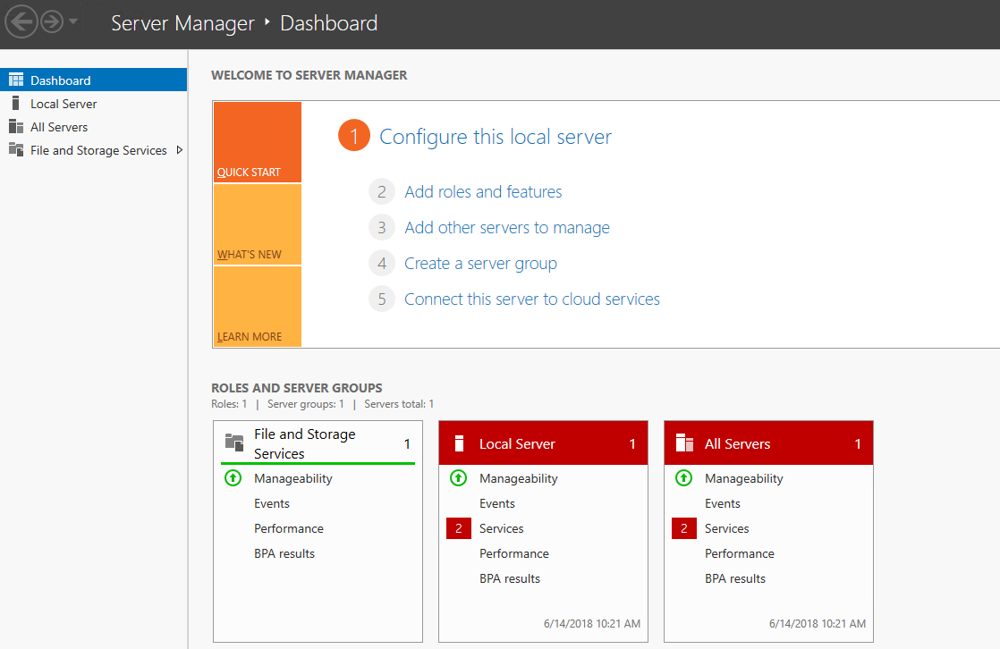 Server Manager ‣ Dashboard
Dashboard
Local Server
All Servers
File and Storage Services
WELCOME TO SERVER MANAGER
QUICK START
WHAT'S NEW
LEARN MORE
1 Configure this local server
2 Add roles and features
3 Add other servers to manage
4 Create a server group
5 Connect this server to cloud services
ROLES AND SERVER GROUPS
Roles: 1 | Server groups: 1 | Servers total: 1
File and Storage
Services 1
Manageability
Events
Performance
BPA results
Local Server 1
Manageability
Events
2 Services
Performance
BPA results
6/14/2018 10:21 AM
All Servers 1
Manageability
Events
2 Services
Performance
BPA results
6/14/2018 10:21 AM